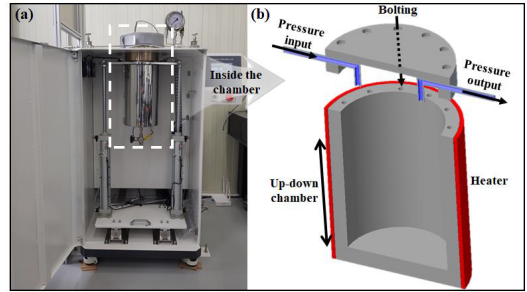 (a)
Inside the
chamber
(b)
Bolting
Pressure
input
Pressure
output
Up-down
chamber
Heater